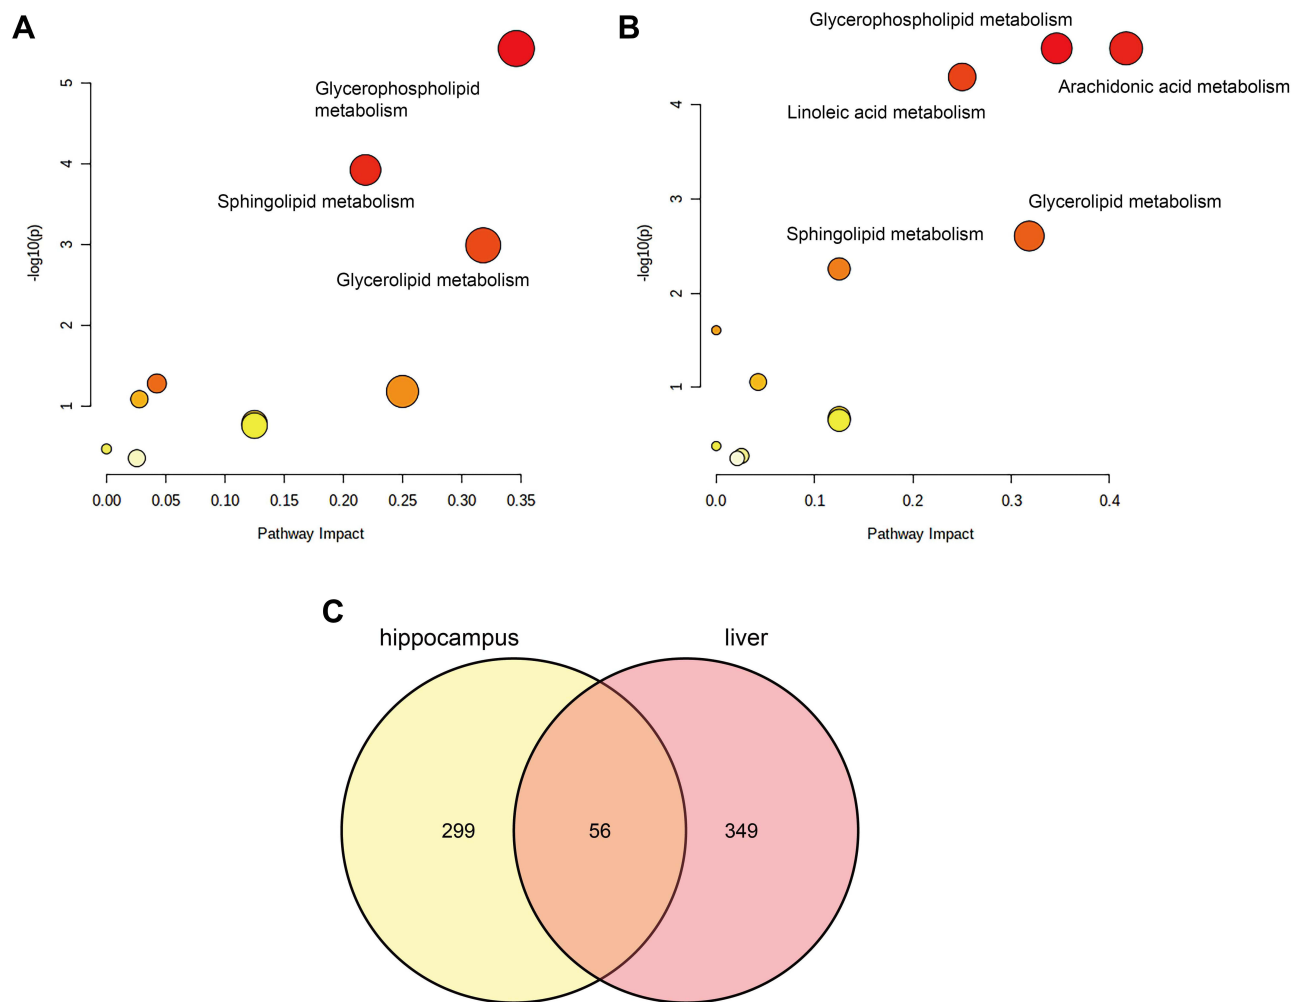 A
Glycerophospholipid
metabolism
Sphingolipid metabolism
Glycerolipid metabolism
-log10(p)
5
4
3
2
1
0.00 0.05 0.10 0.15 0.20 0.25 0.30 0.35
Pathway Impact
B
Glycerophospholipid metabolism
Arachidonic acid metabolism
Linoleic acid metabolism
Glycerolipid metabolism
Sphingolipid metabolism
-log10(p)
4
3
2
1
0.0 0.1 0.2 0.3 0.4
Pathway Impact
C
hippocampus liver
299 56 349